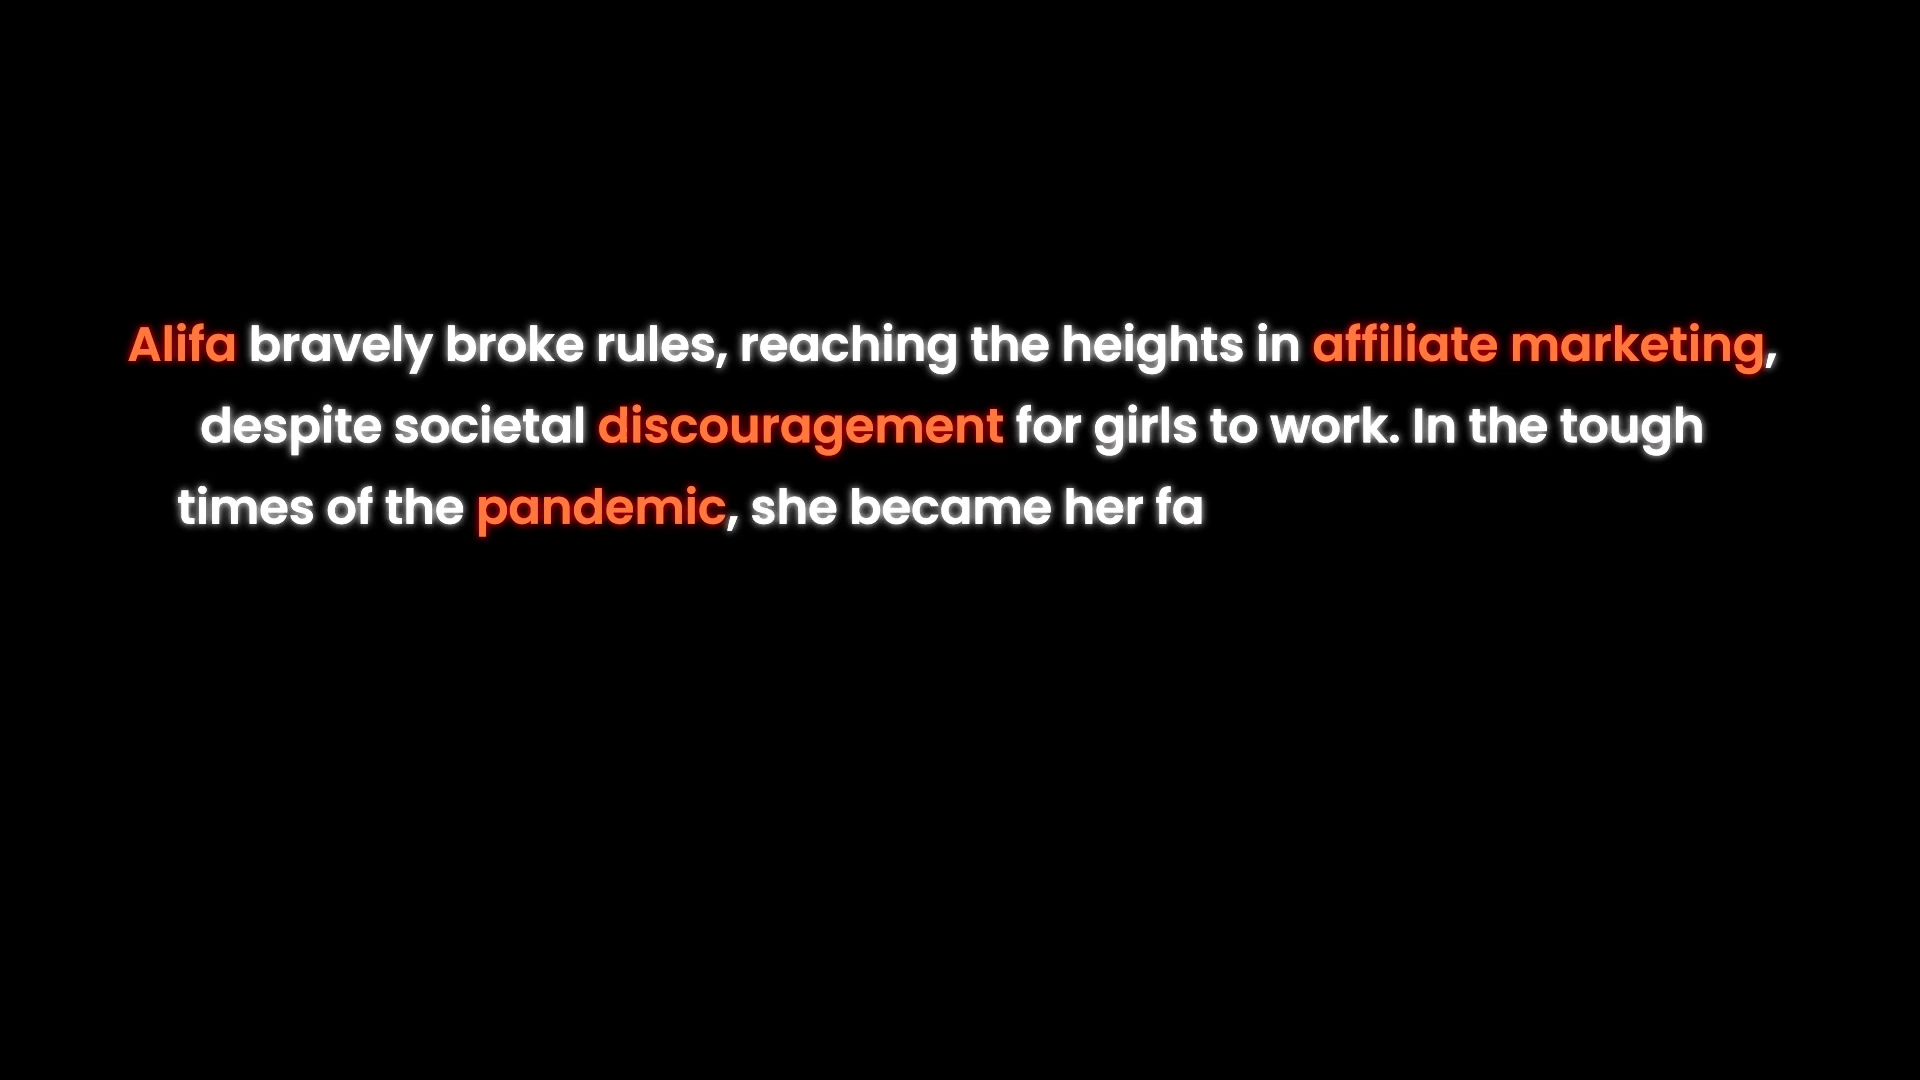 Alifa bravely broke rules, reaching the heights in affiliate marketing,
despite societal discouragement for girls to work. In the tough
times of the pandemic, she became her fa